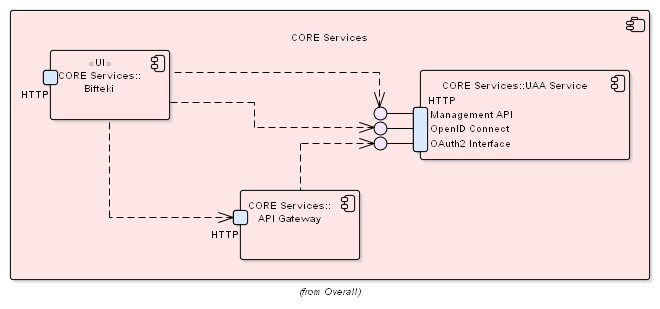 CORE Services
«UI»
CORE Services::
Bifteki
HTTP
CORE Services::UAA Service
HTTP
Management API
OpenID Connect
OAuth2 Interface
CORE Services::
API Gateway
HTTP
(from Overall)